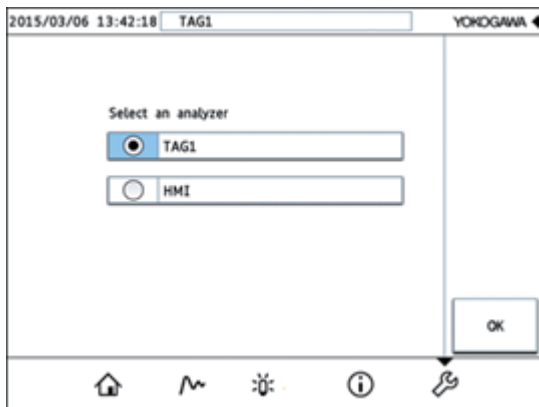 2015/03/06 13:42:18 TAG1 YOKOGAWA
Select an analyzer
TAG1
HMI
OK